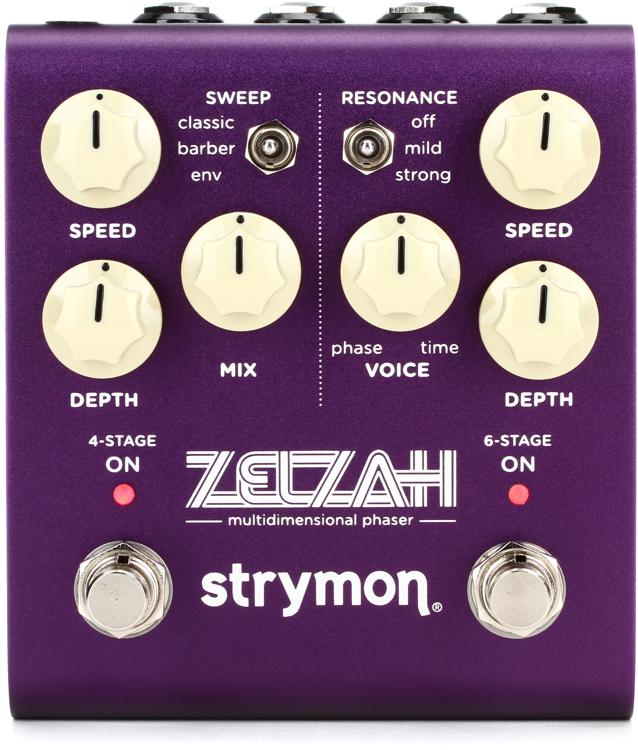 SWEEP
classic
barber
env
RESONANCE
off
mild
strong
SPEED
SPEED
MIX
phase time
VOICE
DEPTH
DEPTH
4-STAGE
ON
6-STAGE
ON
ZELZAH
multidimensional phaser
strymon®